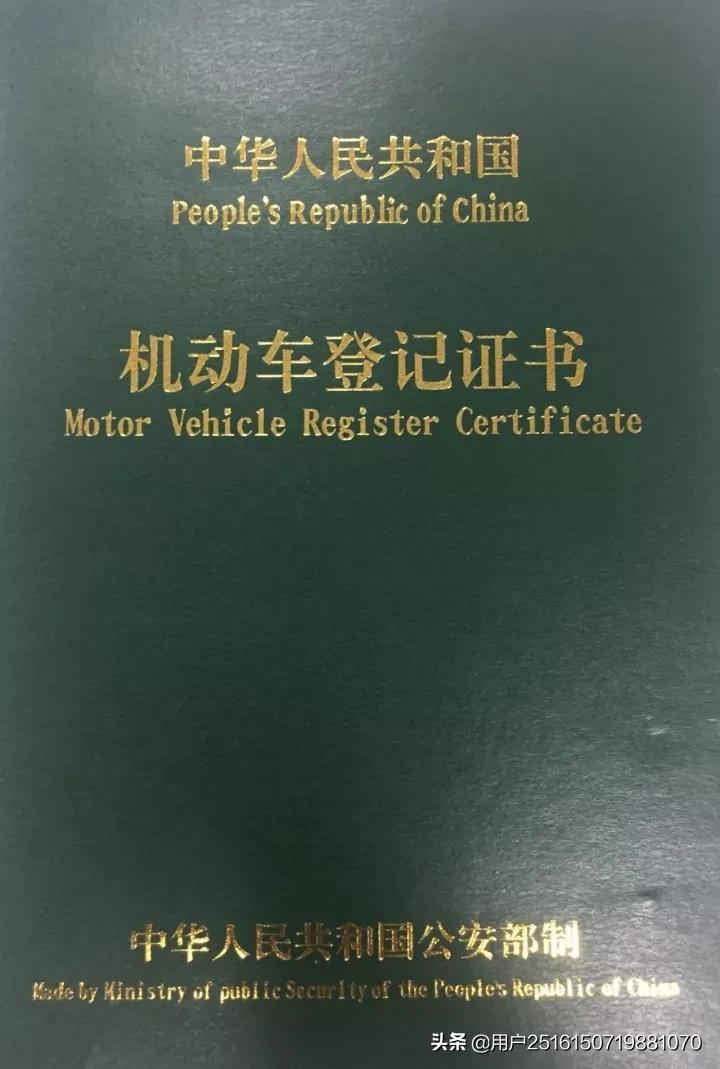 中华人民共和国
People's Republic of China
机动车登记证书
Motor Vehicle Register Certificate
中华人民共和国公安部制
Made by Ministry of public Security of the People's Republic of China
头条 @用户2516150719881070